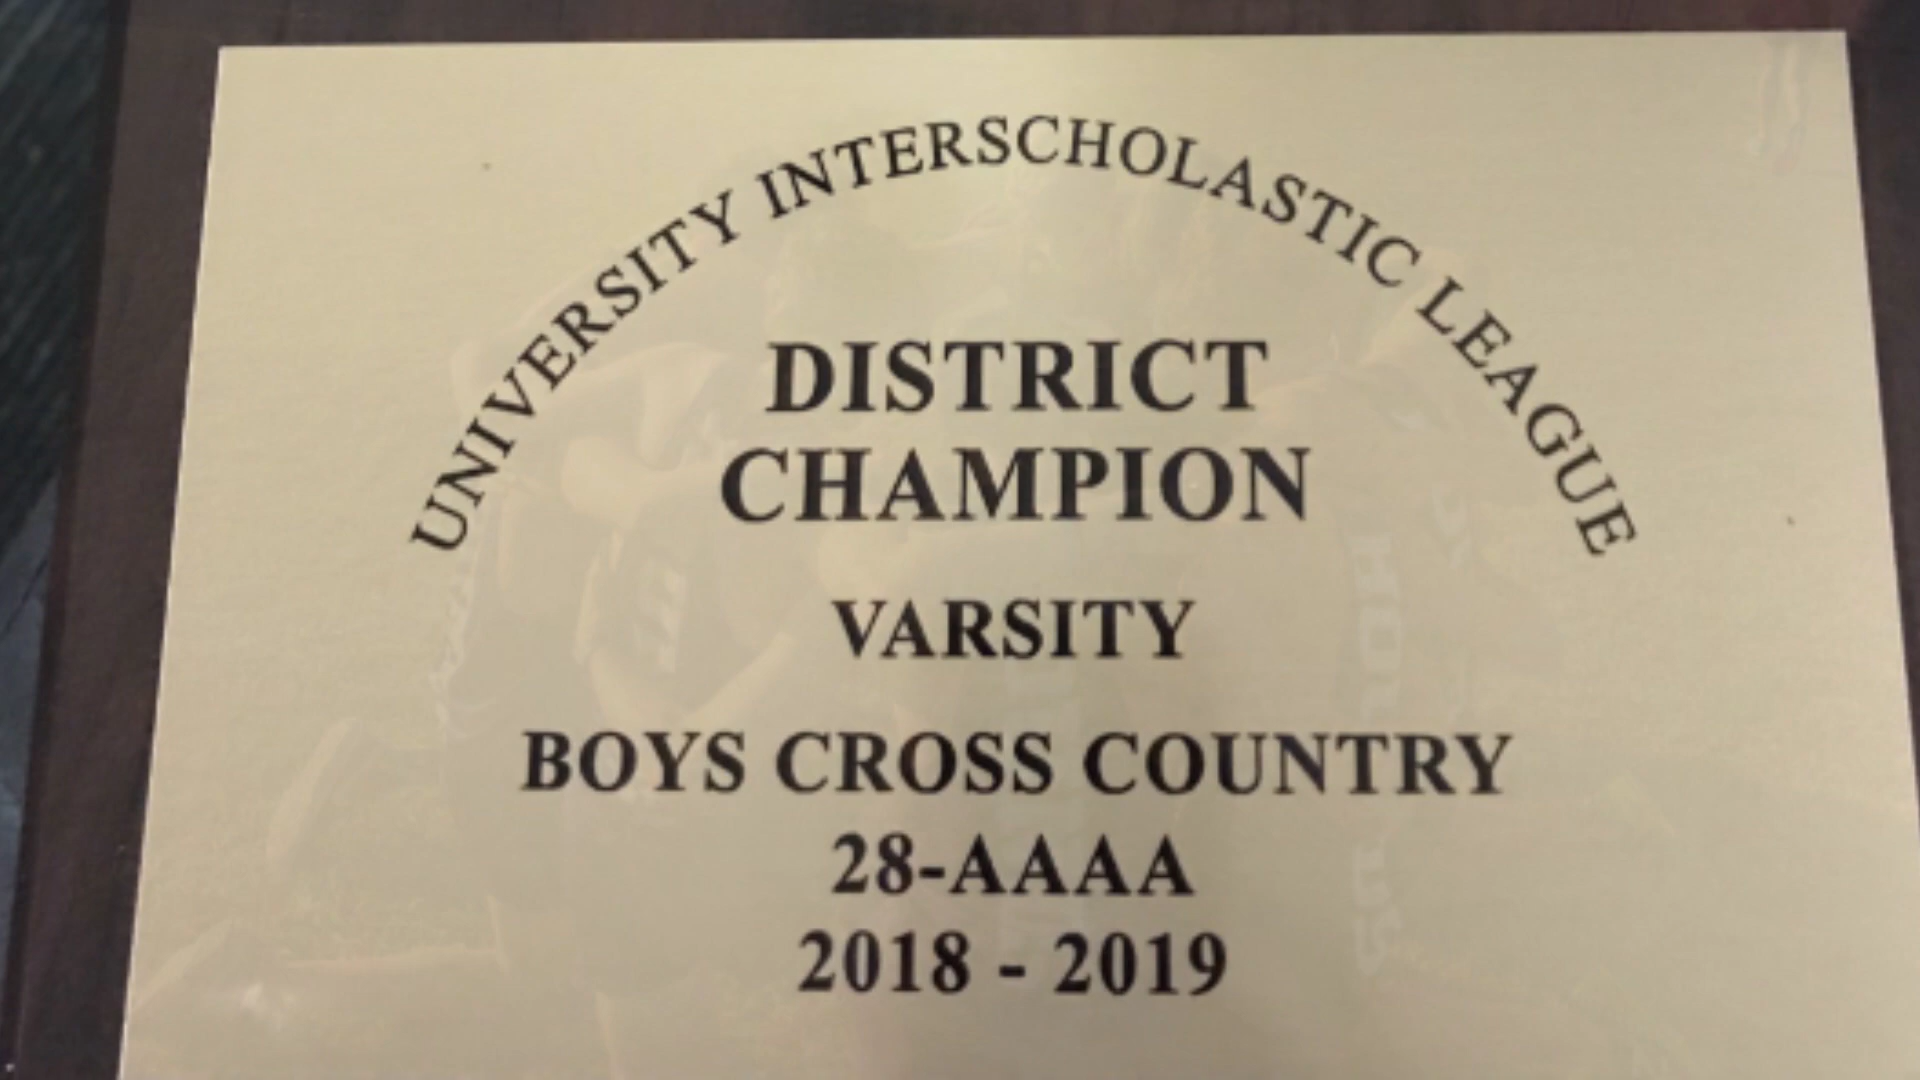 UNIVERSITY INTERSCHOLASTIC LEAGUE
DISTRICT
CHAMPION
VARSITY
BOYS CROSS COUNTRY
28-AAAA
2018 - 2019